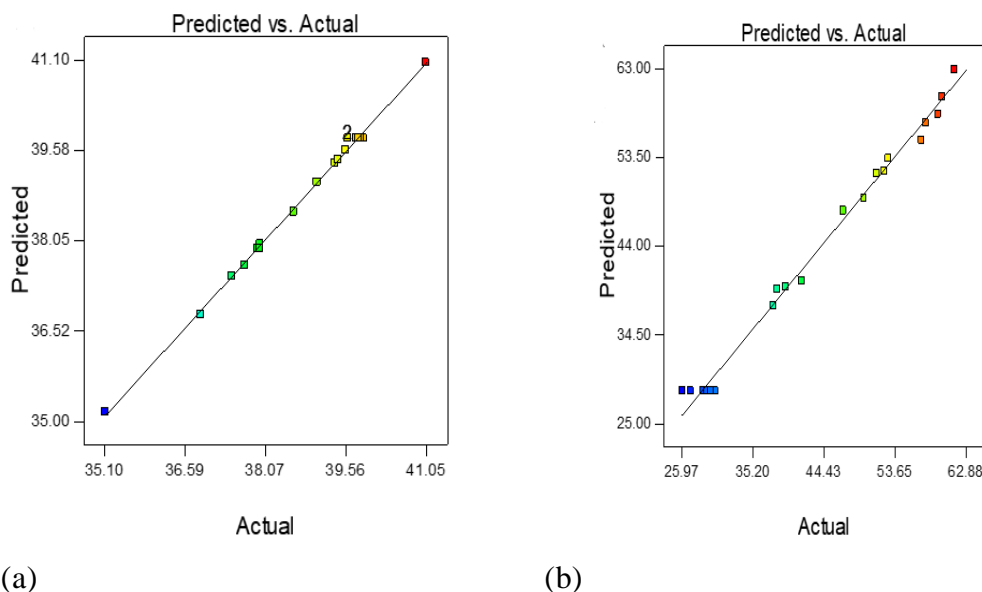 Predicted vs. Actual
41.10
39.58
38.05
36.52
35.00
Predicted
2
35.10 36.59 38.07 39.56 41.05
Actual
(a)
Predicted vs. Actual
63.00
53.50
44.00
34.50
25.00
Predicted
25.97 35.20 44.43 53.65 62.88
Actual
(b)